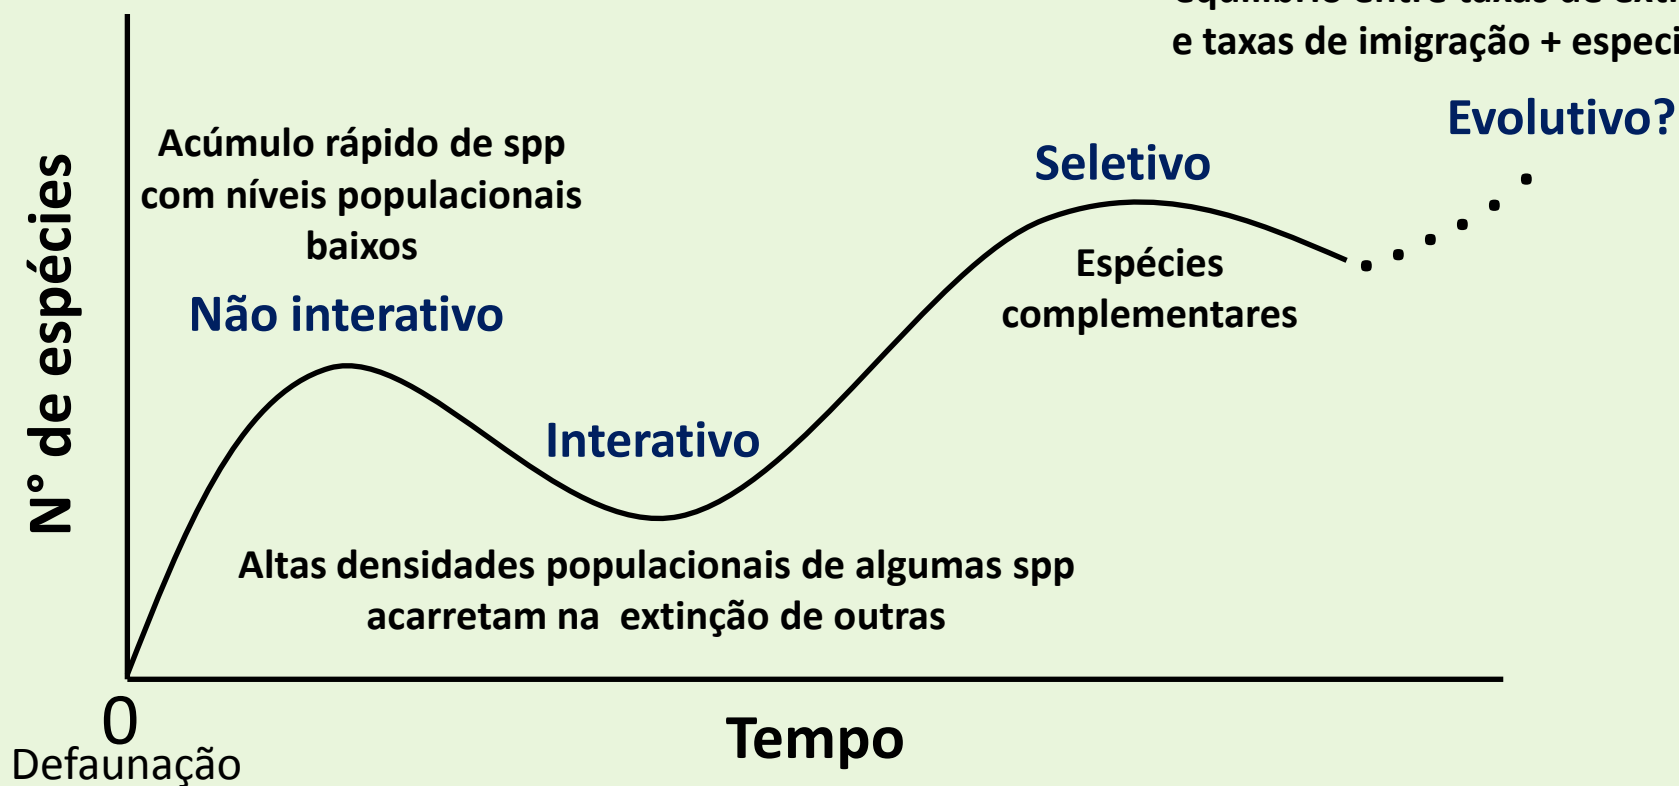 e taxas de imigração +
Evolutivo?
Acúmulo rápido de spp
com níveis populacionais
baixos
Não interativo
Seletivo
Espécies
complementares
Interativo
Altas densidades populacionais de algumas spp
acarretam na extinção de outras
N° de espécies
0
Defaunação
Tempo